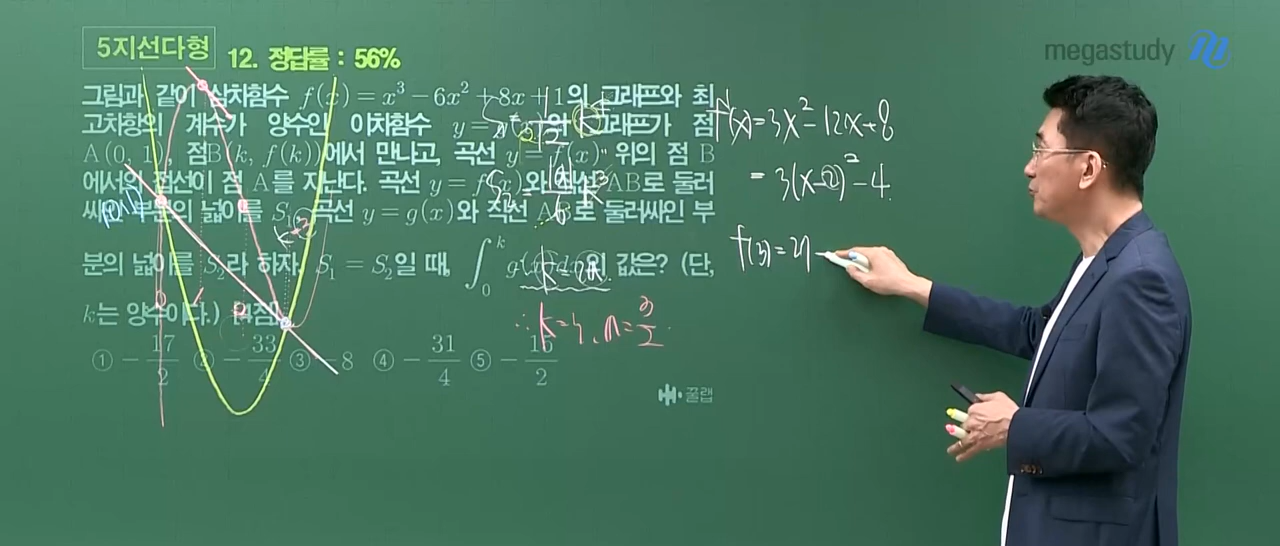 5지선다형 12. 정답률 : 56%
megastudy
그림과 같이 삼차함수 f(x) = x³ − 6x² + 8x + 1의 그래프와 최
고차항의 계수가 양수인 이차함수 y = g(x)의 그래프가 점
A(0, 1), 점B(k, f(k))에서 만나고, 곡선 y = f(x) 위의 점 B
에서의 접선이 점 A를 지난다. 곡선 y = f(x)와 직선 AB로 둘러
싸인 부분의 넓이를 S₁, 곡선 y = g(x)와 직선 AB로 둘러싸인 부
분의 넓이를 S₂라 하자. S₁ = S₂일 때, ∫₀ᵏ g(x)dx의 값은? (단,
k는 양수이다.) [4점]
① −17/2 ② −33/4 ③ −8 ④ −31/4 ⑤ −15/2
꿀랩
f'(x)=3x²−12x+8
=3(x−2)²−4
f(3)=27−